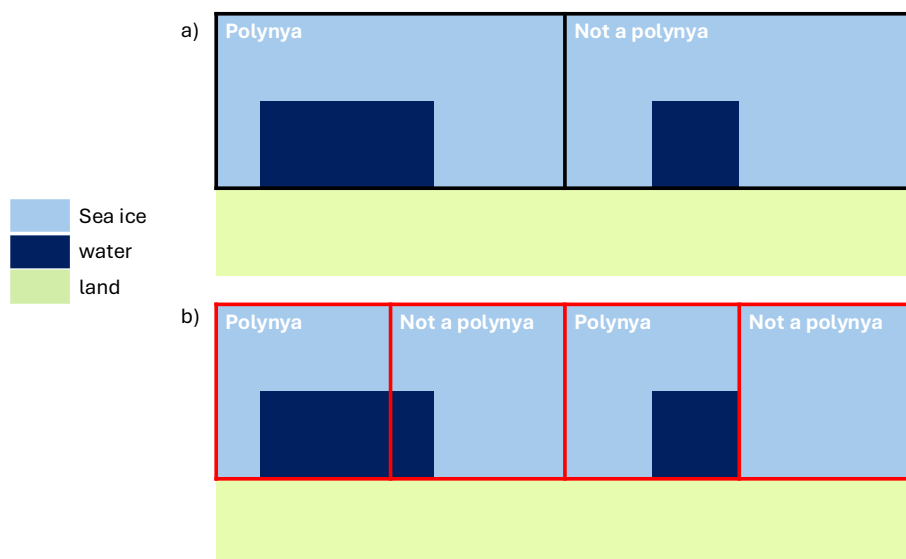 a)
Polynya
Not a polynya
Sea ice
water
land
b)
Polynya
Not a polynya
Polynya
Not a polynya